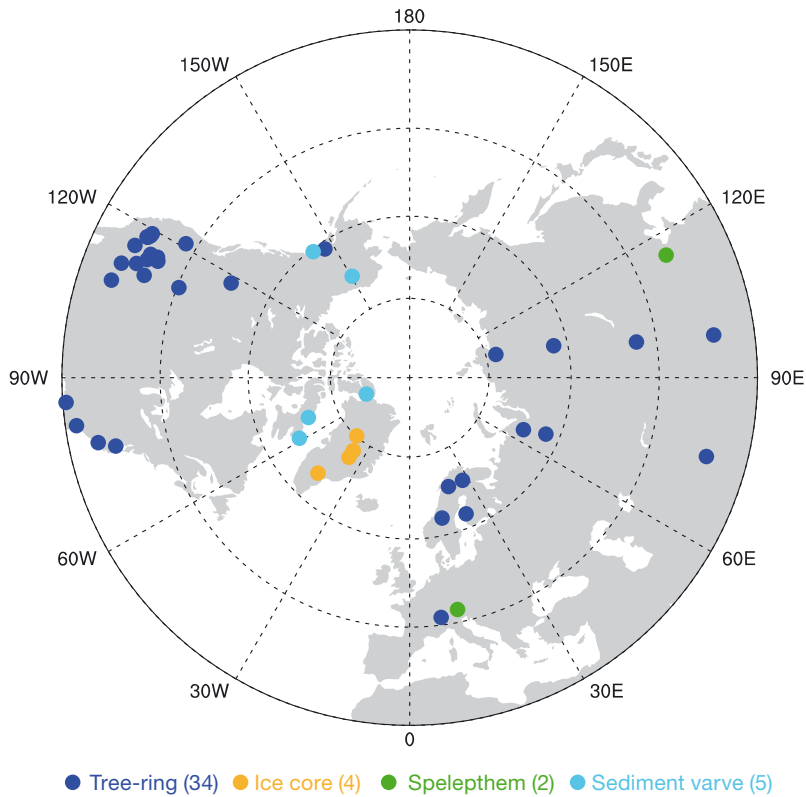 180
150W
150E
120W
120E
90W
90E
60W
60E
30W
30E
0
Tree-ring (34) Ice core (4) Spelepthem (2) Sediment varve (5)